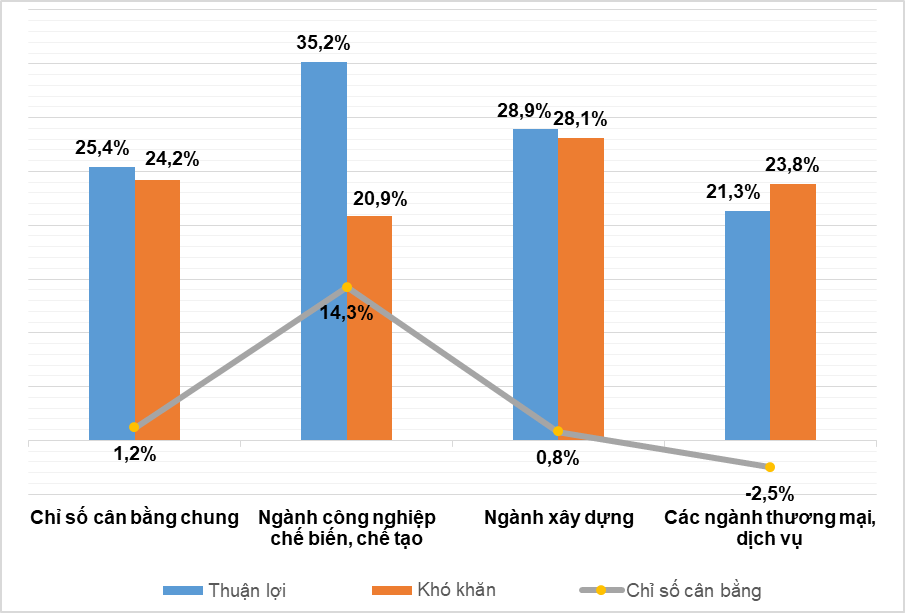 35,2%
28,9%
28,1%
25,4%
24,2%
23,8%
21,3%
20,9%
14,3%
1,2%
0,8%
-2,5%
Chỉ số cân bằng chung
Ngành công nghiệp
chế biến, chế tạo
Ngành xây dựng
Các ngành thương mại,
dịch vụ
Thuận lợi
Khó khăn
Chỉ số cân bằng